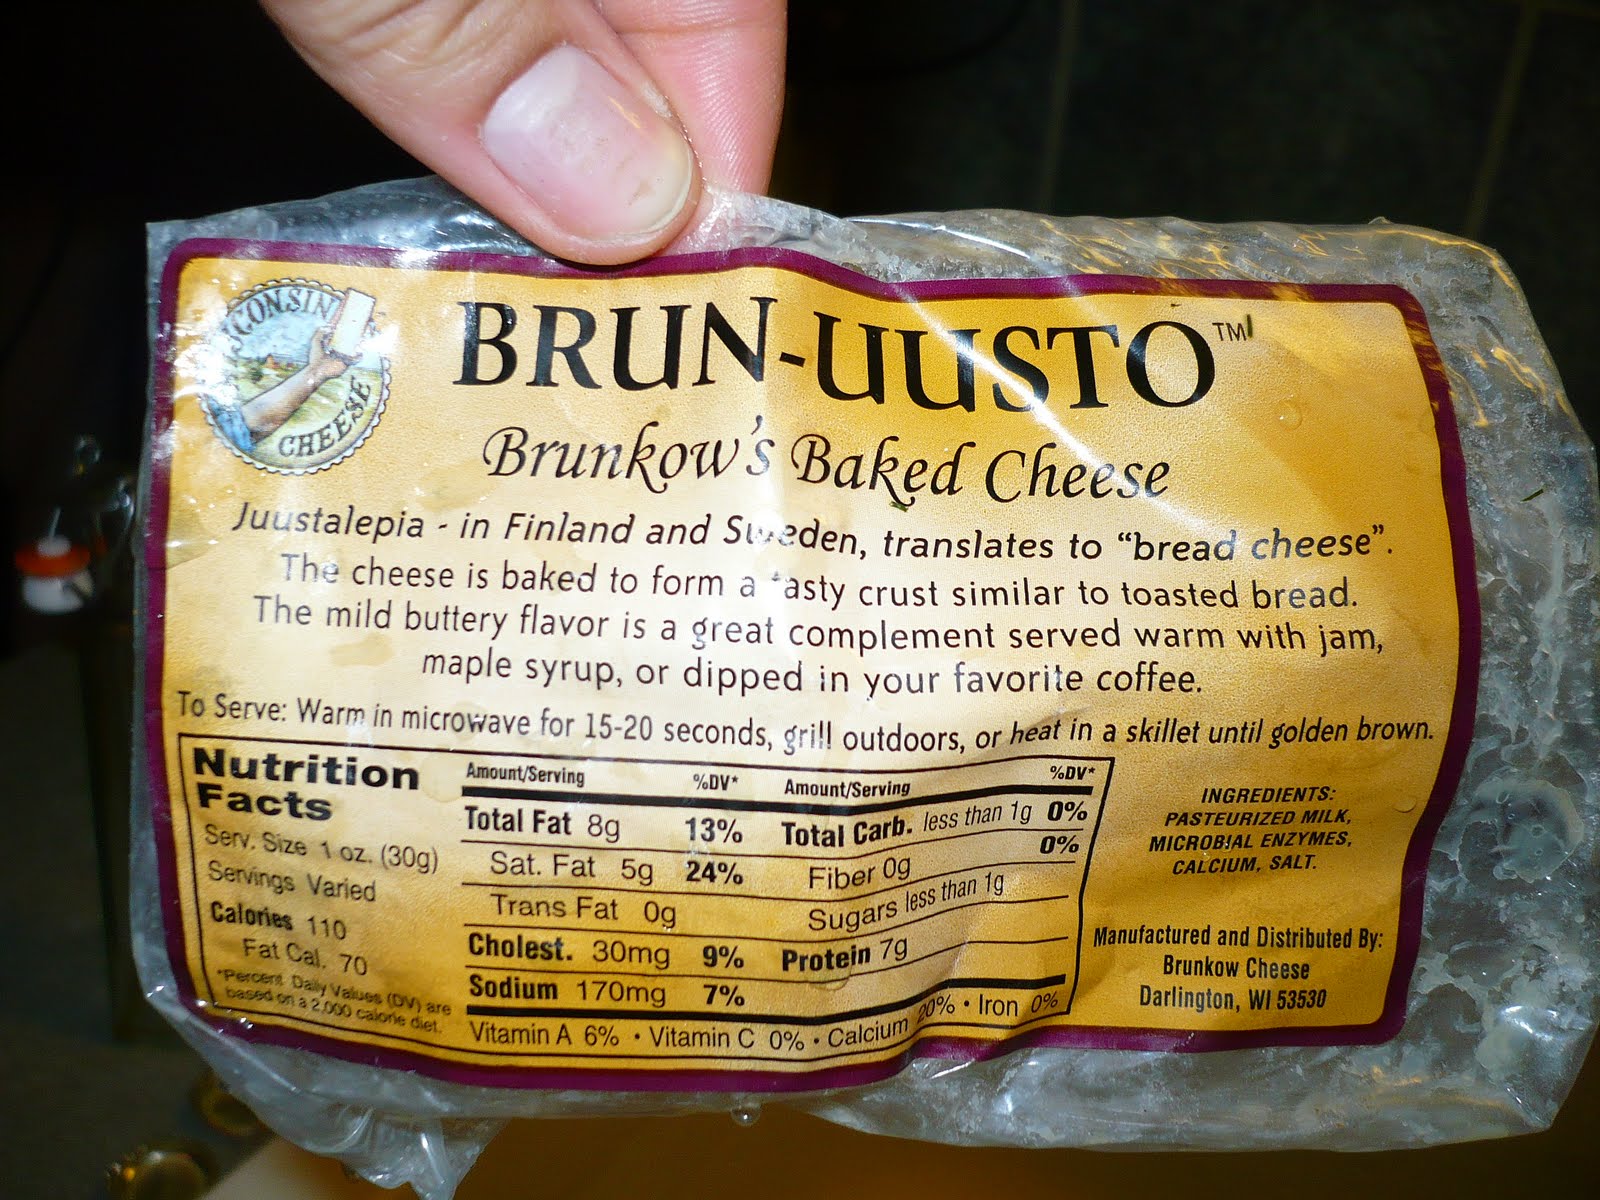 WISCONSIN
CHEESE
BRUN-UUSTO™
Brunkow's Baked Cheese
Juustalepia - in Finland and Sweden, translates to “bread cheese”.
The cheese is baked to form a tasty crust similar to toasted bread.
The mild buttery flavor is a great complement served warm with jam,
maple syrup, or dipped in your favorite coffee.
To Serve: Warm in microwave for 15-20 seconds, grill outdoors, or heat in a skillet until golden brown.
Nutrition
Facts
Serv. Size 1 oz. (30g)
Servings Varied
Calories 110
Fat Cal. 70
*Percent Daily Values (DV) are
based on a 2,000 calorie diet.
Amount/Serving %DV*
Total Fat 8g 13%
Sat. Fat 5g 24%
Trans Fat 0g
Cholest. 30mg 9%
Sodium 170mg 7%
Amount/Serving %DV*
Total Carb. less than 1g 0%
Fiber 0g 0%
Sugars less than 1g
Protein 7g
Vitamin A 6% • Vitamin C 0% • Calcium 20% • Iron 0%
INGREDIENTS:
PASTEURIZED MILK,
MICROBIAL ENZYMES,
CALCIUM, SALT.
Manufactured and Distributed By:
Brunkow Cheese
Darlington, WI 53530